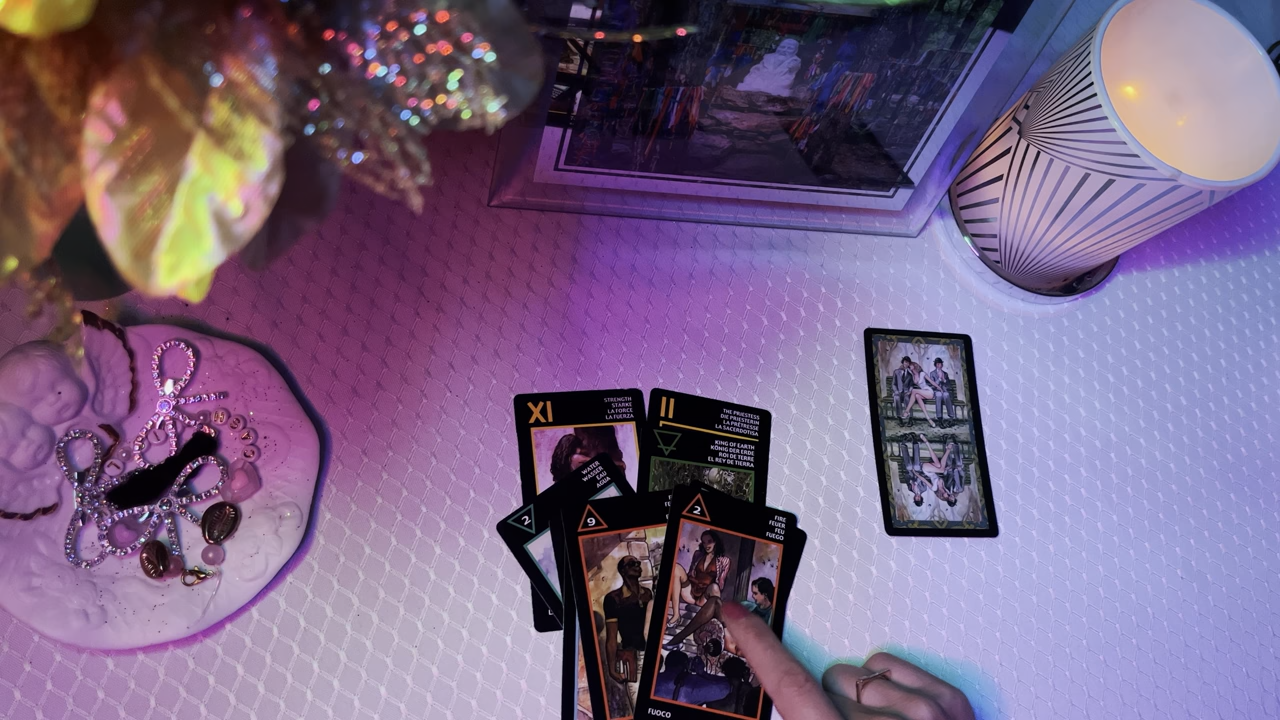 XI
STRENGTH
STARKE
LA FORCE
LA FUERZA
II
THE PRIESTESS
DIE PRIESTERIN
LA PRÊTRESSE
LA SACERDOTISA
KING OF EARTH
KÖNIG DER ERDE
ROI DE TERRE
EL REY DE TIERRA
2
WATER
WASSER
EAU
AGUA
9
2
FIRE
FEUER
FEU
FUEGO
FUOCO